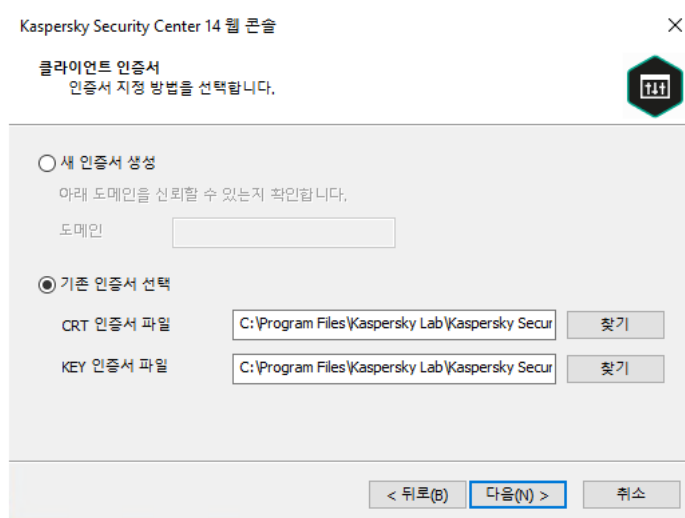 Kaspersky Security Center 14 웹 콘솔
클라이언트 인증서
인증서 지정 방법을 선택합니다.
새 인증서 생성
아래 도메인을 신뢰할 수 있는지 확인합니다.
도메인
기존 인증서 선택
CRT 인증서 파일 C:\Program Files\Kaspersky Lab\Kaspersky Secur 찾기
KEY 인증서 파일 C:\Program Files\Kaspersky Lab\Kaspersky Secur 찾기
< 뒤로(B) 다음(N) > 취소